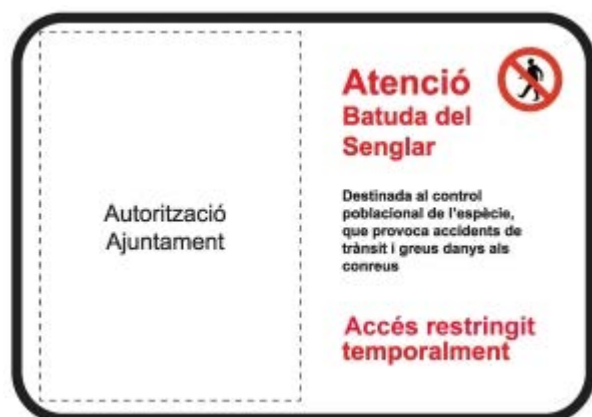 Autorització
Ajuntament
Atenció
Batuda del
Senglar
Destinada al control
poblacional de l'espècie,
que provoca accidents de
trànsit i greus danys als
conreus
Accés restringit
temporalment